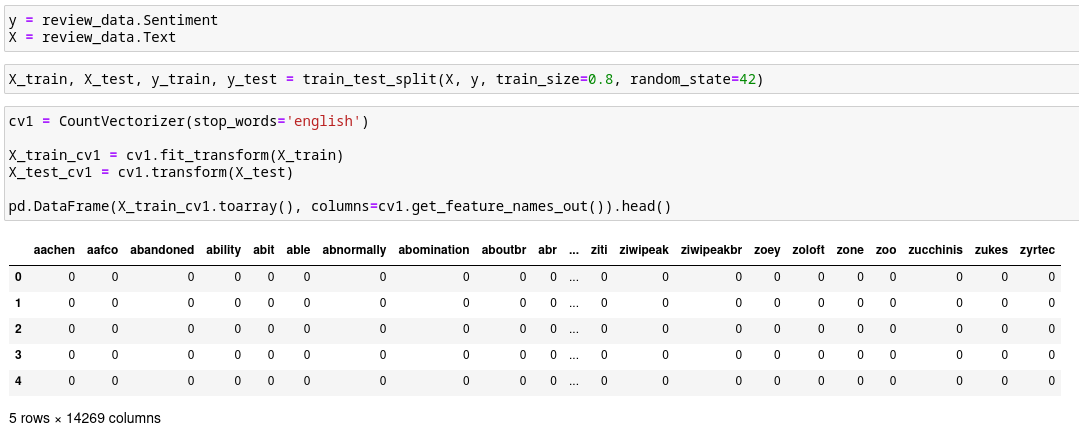 y = review_data.Sentiment
X = review_data.Text
X_train, X_test, y_train, y_test = train_test_split(X, y, train_size=0.8, random_state=42)
cv1 = CountVectorizer(stop_words='english')
X_train_cv1 = cv1.fit_transform(X_train)
X_test_cv1 = cv1.transform(X_test)
pd.DataFrame(X_train_cv1.toarray(), columns=cv1.get_feature_names_out()).head()
aachen aafco abandoned ability abit able abnormally abomination aboutbr abr ... ziti ziwipeak ziwipeakbr zoey zoloft zone zoo zucchinis zukes zyrtec
0 0 0 0 0 0 0 0 0 0 0 ... 0 0 0 0 0 0 0 0 0 0
1 0 0 0 0 0 0 0 0 0 0 ... 0 0 0 0 0 0 0 0 0 0
2 0 0 0 0 0 0 0 0 0 0 ... 0 0 0 0 0 0 0 0 0 0
3 0 0 0 0 0 0 0 0 0 0 ... 0 0 0 0 0 0 0 0 0 0
4 0 0 0 0 0 0 0 0 0 0 ... 0 0 0 0 0 0 0 0 0 0
5 rows × 14269 columns